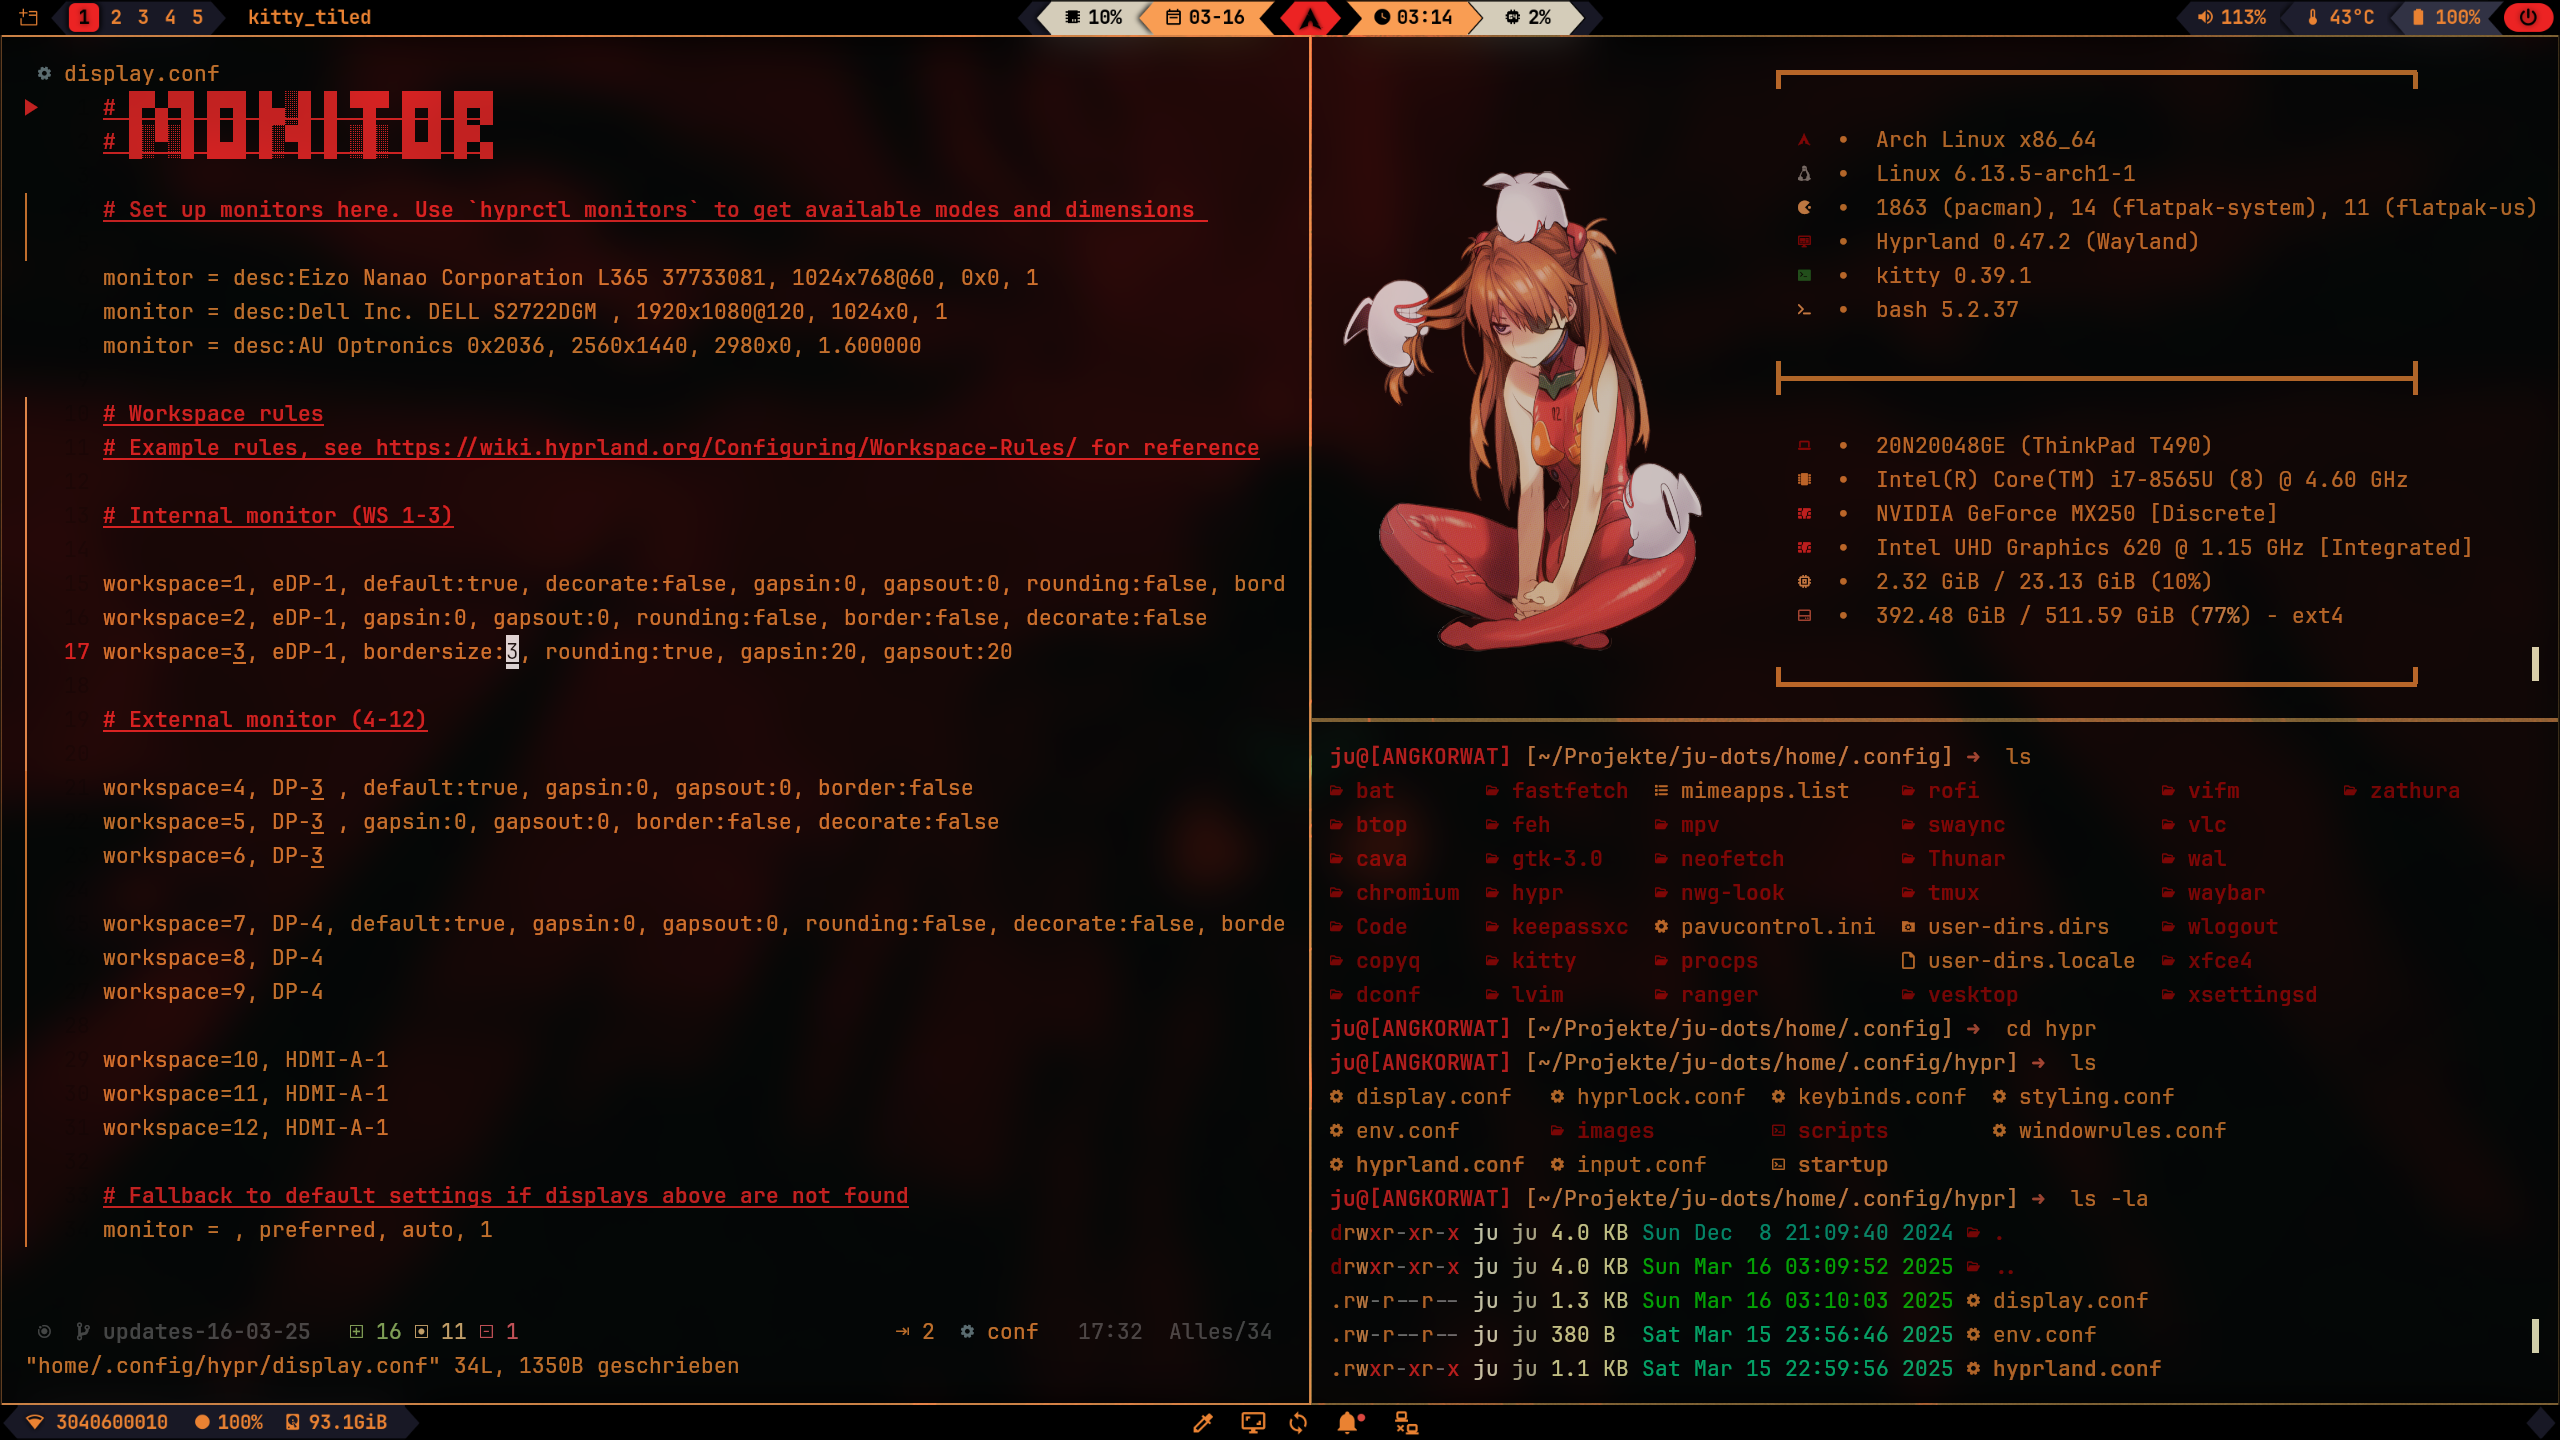 1 2 3 4 5 kitty_tiled 10% 03-16 03:14 2% 113% 43°C 100%
display.conf
# MONITOR
#
# Set up monitors here. Use `hyprctl monitors` to get available modes and dimensions
monitor = desc:Eizo Nanao Corporation L365 37733081, 1024x768@60, 0x0, 1
monitor = desc:Dell Inc. DELL S2722DGM , 1920x1080@120, 1024x0, 1
monitor = desc:AU Optronics 0x2036, 2560x1440, 2980x0, 1.600000
# Workspace rules
# Example rules, see https://wiki.hyprland.org/Configuring/Workspace-Rules/ for reference
# Internal monitor (WS 1-3)
workspace=1, eDP-1, default:true, decorate:false, gapsin:0, gapsout:0, rounding:false, bord
workspace=2, eDP-1, gapsin:0, gapsout:0, rounding:false, border:false, decorate:false
17 workspace=3, eDP-1, bordersize:3, rounding:true, gapsin:20, gapsout:20
# External monitor (4-12)
workspace=4, DP-3 , default:true, gapsin:0, gapsout:0, border:false
workspace=5, DP-3 , gapsin:0, gapsout:0, border:false, decorate:false
workspace=6, DP-3
workspace=7, DP-4, default:true, gapsin:0, gapsout:0, rounding:false, decorate:false, borde
workspace=8, DP-4
workspace=9, DP-4
workspace=10, HDMI-A-1
workspace=11, HDMI-A-1
workspace=12, HDMI-A-1
# Fallback to default settings if displays above are not found
monitor = , preferred, auto, 1
updates-16-03-25 16 11 1 2 conf 17:32 Alles/34
"home/.config/hypr/display.conf" 34L, 1350B geschrieben
• Arch Linux x86_64
• Linux 6.13.5-arch1-1
• 1863 (pacman), 14 (flatpak-system), 11 (flatpak-us)
• Hyprland 0.47.2 (Wayland)
• kitty 0.39.1
• bash 5.2.37
• 20N20048GE (ThinkPad T490)
• Intel(R) Core(TM) i7-8565U (8) @ 4.60 GHz
• NVIDIA GeForce MX250 [Discrete]
• Intel UHD Graphics 620 @ 1.15 GHz [Integrated]
• 2.32 GiB / 23.13 GiB (10%)
• 392.48 GiB / 511.59 GiB (77%) - ext4
ju@[ANGKORWAT] [~/Projekte/ju-dots/home/.config] ➜ ls
bat fastfetch mimeapps.list rofi vifm zathura
btop feh mpv swaync vlc
cava gtk-3.0 neofetch Thunar wal
chromium hypr nwg-look tmux waybar
Code keepassxc pavucontrol.ini user-dirs.dirs wlogout
copyq kitty procps user-dirs.locale xfce4
dconf lvim ranger vesktop xsettingsd
ju@[ANGKORWAT] [~/Projekte/ju-dots/home/.config] ➜ cd hypr
ju@[ANGKORWAT] [~/Projekte/ju-dots/home/.config/hypr] ➜ ls
display.conf hyprlock.conf keybinds.conf styling.conf
env.conf images scripts windowrules.conf
hyprland.conf input.conf startup
ju@[ANGKORWAT] [~/Projekte/ju-dots/home/.config/hypr] ➜ ls -la
drwxr-xr-x ju ju 4.0 KB Sun Dec 8 21:09:40 2024 .
drwxr-xr-x ju ju 4.0 KB Sun Mar 16 03:09:52 2025 ..
.rw-r--r-- ju ju 1.3 KB Sun Mar 16 03:10:03 2025 display.conf
.rw-r--r-- ju ju 380 B Sat Mar 15 23:56:46 2025 env.conf
.rwxr-xr-x ju ju 1.1 KB Sat Mar 15 22:59:56 2025 hyprland.conf
3040600010 100% 93.1GiB